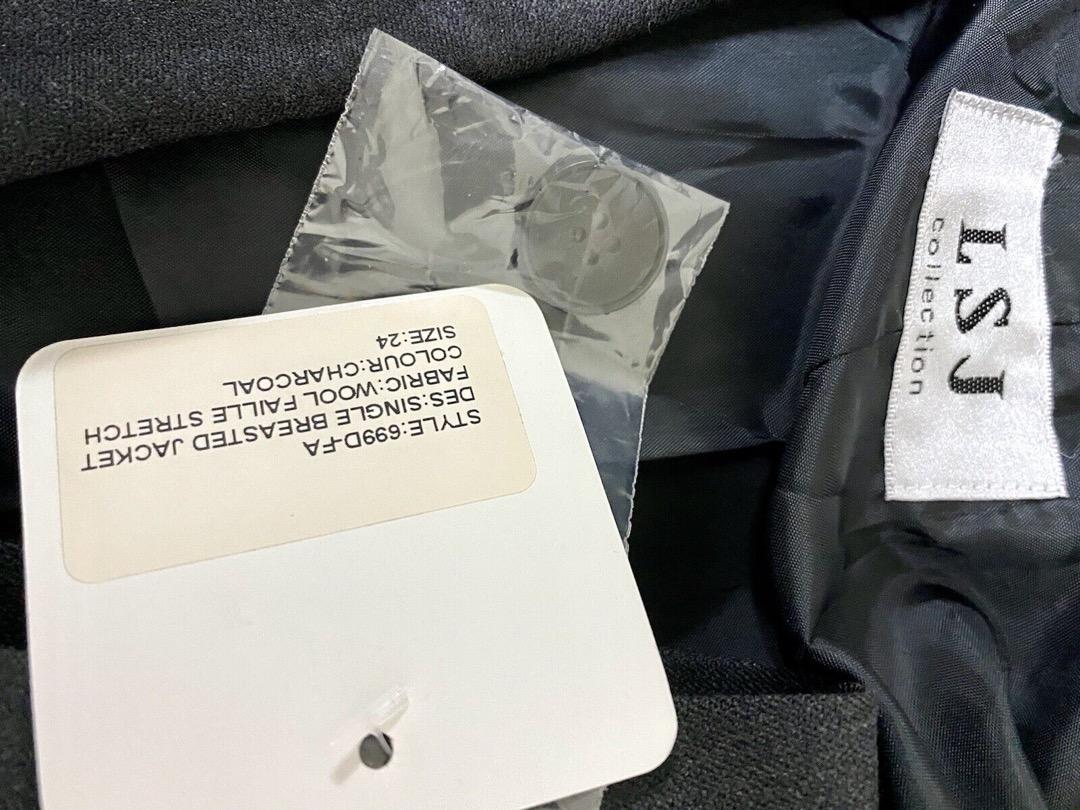 STYLE:699D-FA
DES:SINGLE BREASTED JACKET
FABRIC:WOOL FAILLE STRETCH
COLOUR:CHARCOAL
SIZE:24
LSJ
collection